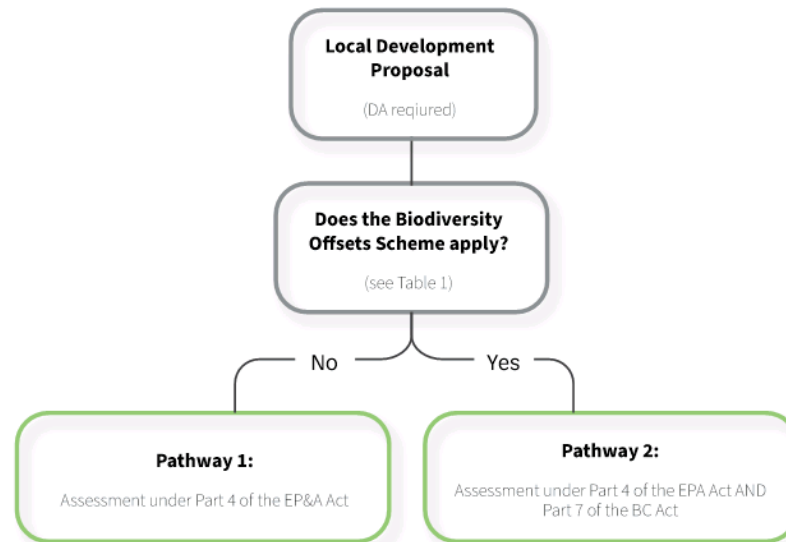 Local Development
Proposal
(DA reqiured)
Does the Biodiversity
Offsets Scheme apply?
(see Table 1)
No
Yes
Pathway 1:
Assessment under Part 4 of the EP&A Act
Pathway 2:
Assessment under Part 4 of the EPA Act AND
Part 7 of the BC Act